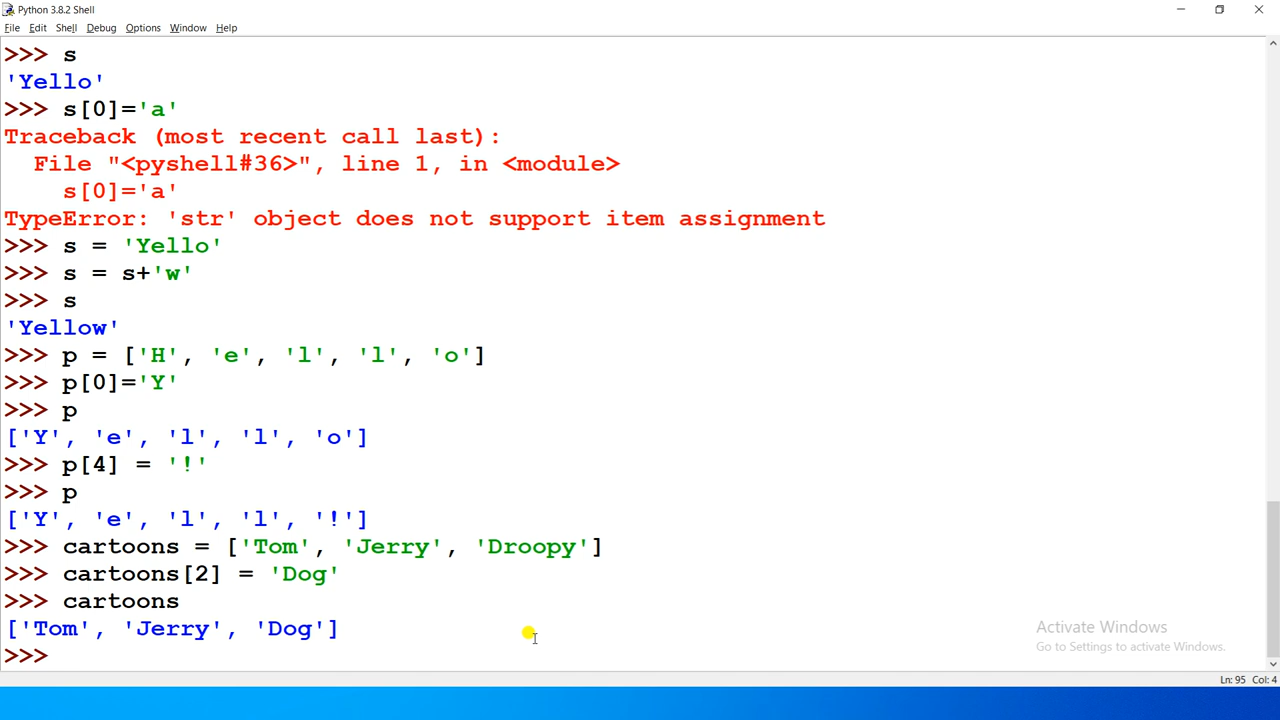 Python 3.8.2 Shell
File Edit Shell Debug Options Window Help
>>> s
'Yello'
>>> s[0]='a'
Traceback (most recent call last):
  File "<pyshell#36>", line 1, in <module>
    s[0]='a'
TypeError: 'str' object does not support item assignment
>>> s = 'Yello'
>>> s = s+'w'
>>> s
'Yellow'
>>> p = ['H', 'e', 'l', 'l', 'o']
>>> p[0]='Y'
>>> p
['Y', 'e', 'l', 'l', 'o']
>>> p[4] = '!'
>>> p
['Y', 'e', 'l', 'l', '!']
>>> cartoons = ['Tom', 'Jerry', 'Droopy']
>>> cartoons[2] = 'Dog'
>>> cartoons
['Tom', 'Jerry', 'Dog']
>>>
Activate Windows
Go to Settings to activate Windows.
Ln: 95 Col: 4